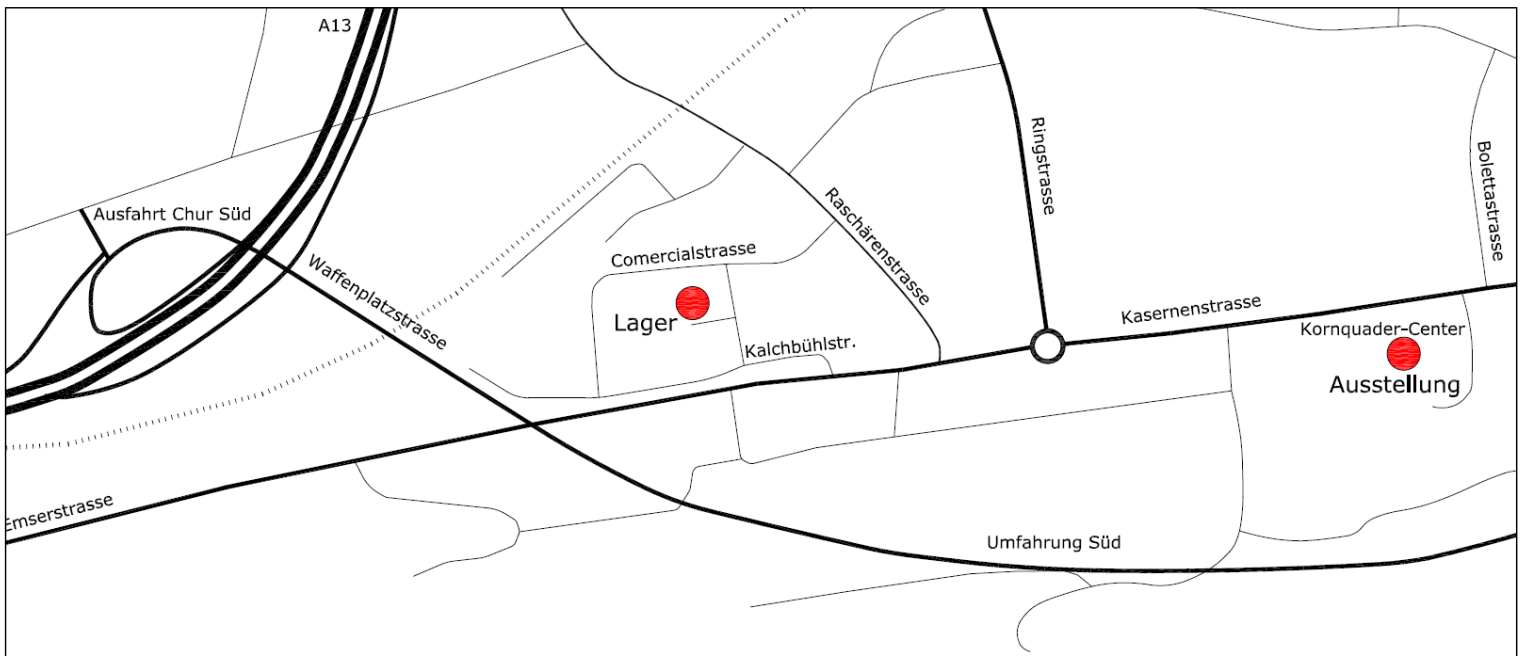 A13
Ausfahrt Chur Süd
Waffenplatzstrasse
Comercialstrasse
Lager
Kalchbühlstr.
Raschärenstrasse
Ringstrasse
Kasernenstrasse
Bolettastrasse
Kornquader-Center
Ausstellung
Emserstrasse
Umfahrung Süd